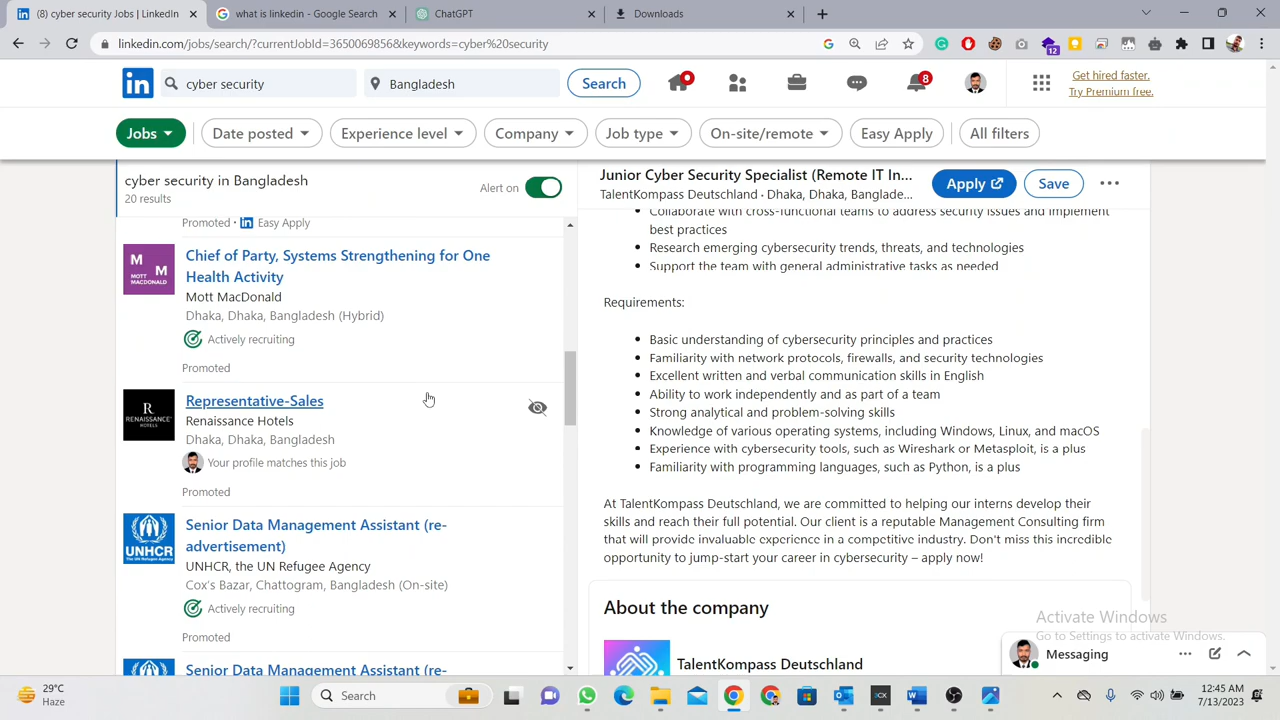 (8) cyber security Jobs | LinkedIn
what is linkedin - Google Search
ChatGPT
Downloads
linkedin.com/jobs/search/?currentJobId=3650069856&keywords=cyber%20security
12
in
cyber security
Bangladesh
Search
8
Get hired faster.
Try Premium free.
Jobs
Date posted
Experience level
Company
Job type
On-site/remote
Easy Apply
All filters
cyber security in Bangladesh
20 results
Alert on
Promoted · in Easy Apply
M M
MOTT MACDONALD
Chief of Party, Systems Strengthening for One
Health Activity
Mott MacDonald
Dhaka, Dhaka, Bangladesh (Hybrid)
Actively recruiting
Promoted
R
RENAISSANCE
HOTELS
Representative-Sales
Renaissance Hotels
Dhaka, Dhaka, Bangladesh
Your profile matches this job
Promoted
UNHCR
Senior Data Management Assistant (re-
advertisement)
UNHCR, the UN Refugee Agency
Cox's Bazar, Chattogram, Bangladesh (On-site)
Actively recruiting
Promoted
Senior Data Management Assistant (re-
Junior Cyber Security Specialist (Remote IT In...
TalentKompass Deutschland · Dhaka, Dhaka, Banglade...
Apply
Save
Collaborate with cross-functional teams to address security issues and implement
best practices
Research emerging cybersecurity trends, threats, and technologies
Support the team with general administrative tasks as needed
Requirements:
Basic understanding of cybersecurity principles and practices
Familiarity with network protocols, firewalls, and security technologies
Excellent written and verbal communication skills in English
Ability to work independently and as part of a team
Strong analytical and problem-solving skills
Knowledge of various operating systems, including Windows, Linux, and macOS
Experience with cybersecurity tools, such as Wireshark or Metasploit, is a plus
Familiarity with programming languages, such as Python, is a plus
At TalentKompass Deutschland, we are committed to helping our interns develop their
skills and reach their full potential. Our client is a reputable Management Consulting firm
that will provide invaluable experience in a competitive industry. Don't miss this incredible
opportunity to jump-start your career in cybersecurity – apply now!
About the company
TalentKompass Deutschland
Activate Windows
Go to Settings to activate Windows.
Messaging
29°C
Haze
Search
3CX
12:45 AM
7/13/2023